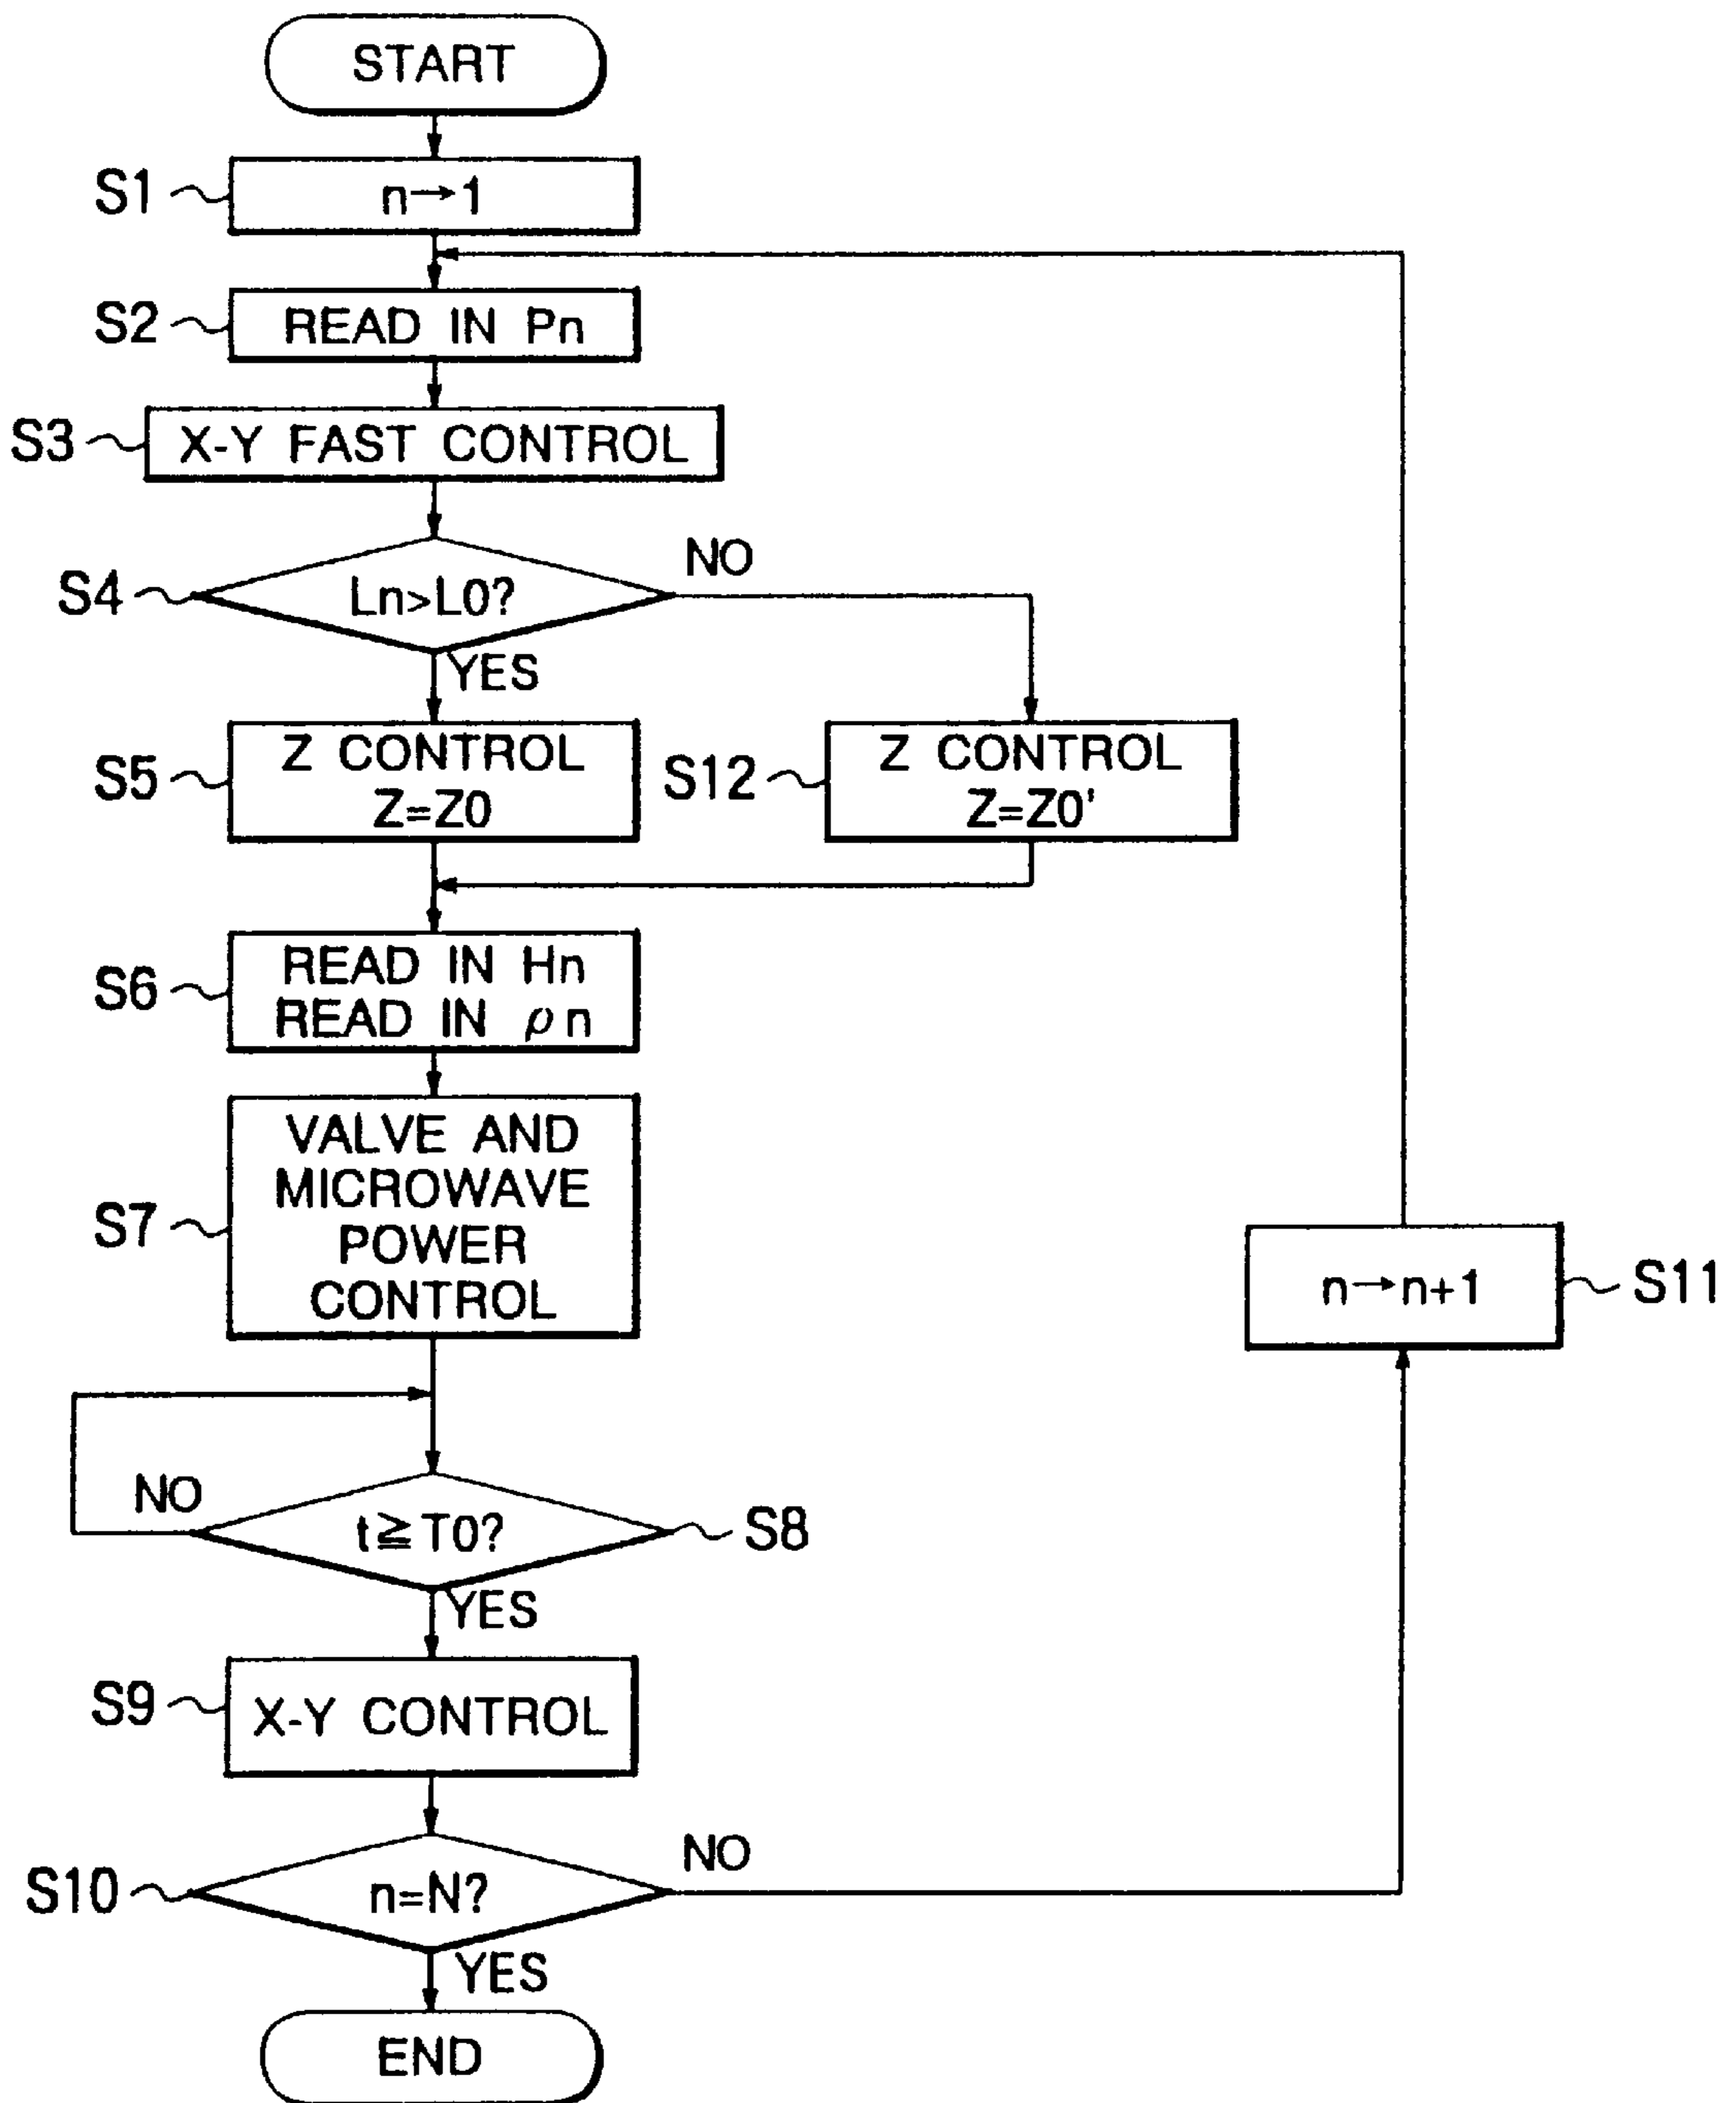 START
S1
n→1
S2
READ IN Pn
S3
X-Y FAST CONTROL
S4
Ln>L0?
NO
YES
S5
Z CONTROL
Z=Z0
S12
Z CONTROL
Z=Z0'
S6
READ IN Hn
READ IN ρn
S7
VALVE AND
MICROWAVE
POWER
CONTROL
n→n+1
S11
NO
t≧T0?
S8
YES
S9
X-Y CONTROL
S10
n=N?
NO
YES
END